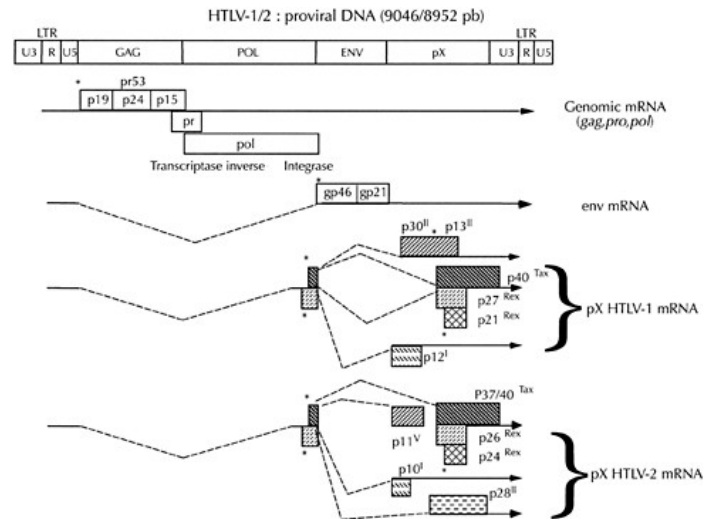 HTLV-1/2 : proviral DNA (9046/8952 pb)
LTR LTR
U3 R U5 GAG POL ENV pX U3 R U5
* pr53
p19 p24 p15
Genomic mRNA
pr
(gag,pro,pol)
pol
Transcriptase inverse Integrase
*
gp46 gp21
env mRNA
p30II * p13II
*
p40 Tax
p27 Rex
pX HTLV-1 mRNA
p21 Rex
*
*
p12I
P37/40 Tax
*
p11V
p26 Rex
p24 Rex
*
*
p10I
pX HTLV-2 mRNA
p28II